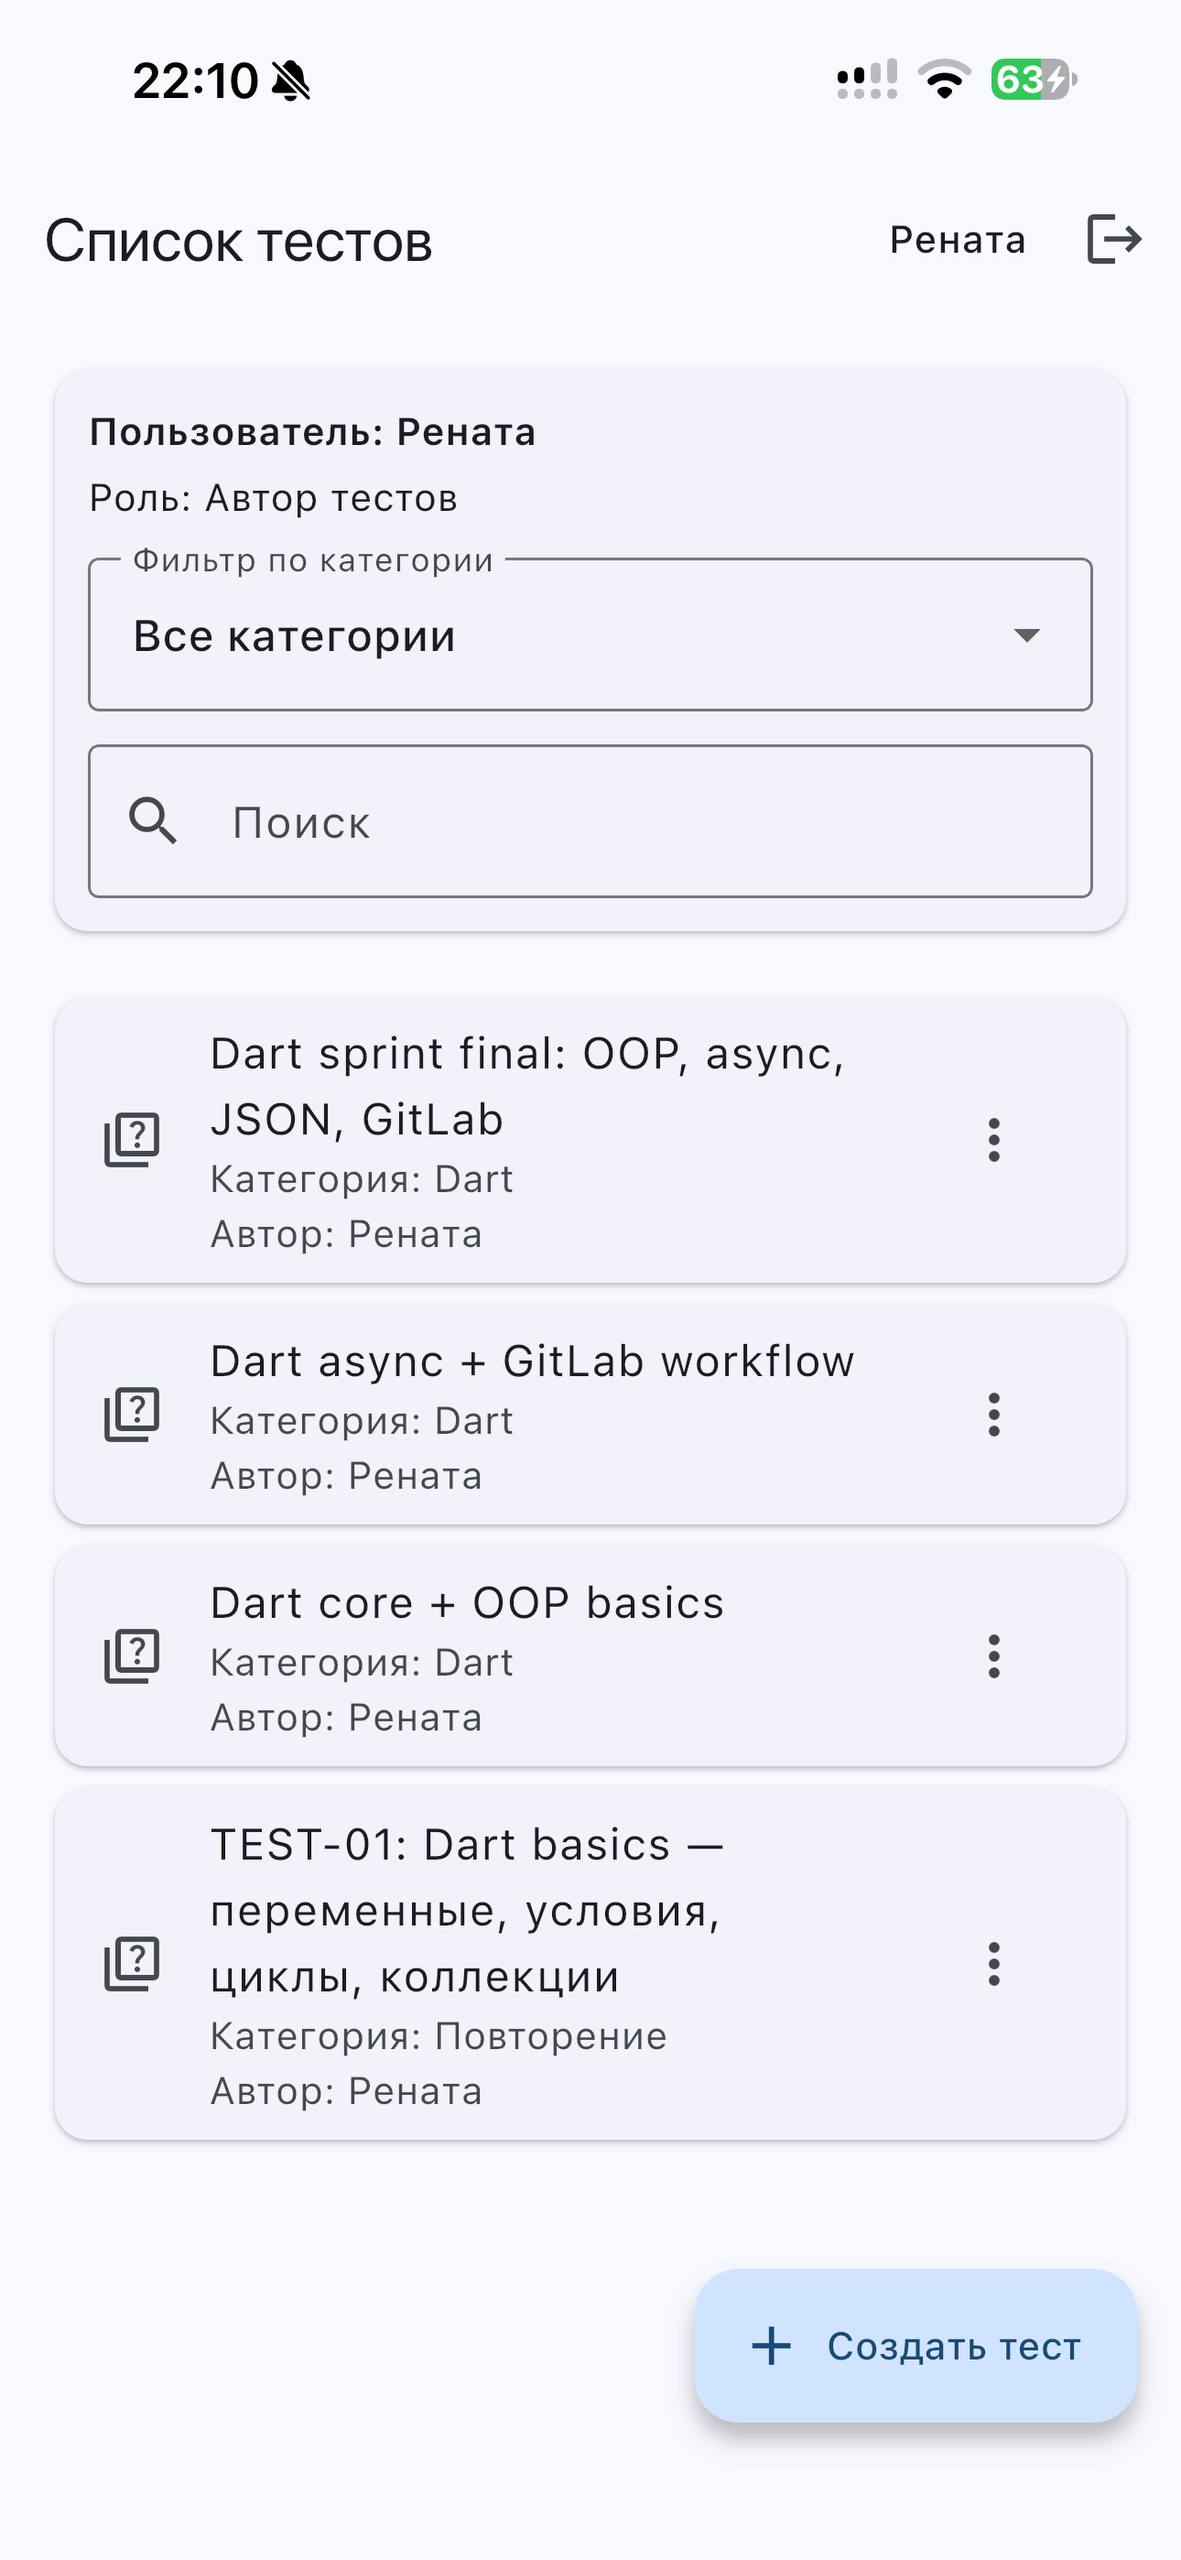 22:10
63
Список тестов
Рената
Пользователь: Рената
Роль: Автор тестов
Фильтр по категории
Все категории
Поиск
Dart sprint final: OOP, async,
JSON, GitLab
Категория: Dart
Автор: Рената
Dart async + GitLab workflow
Категория: Dart
Автор: Рената
Dart core + OOP basics
Категория: Dart
Автор: Рената
TEST-01: Dart basics —
переменные, условия,
циклы, коллекции
Категория: Повторение
Автор: Рената
+ Создать тест